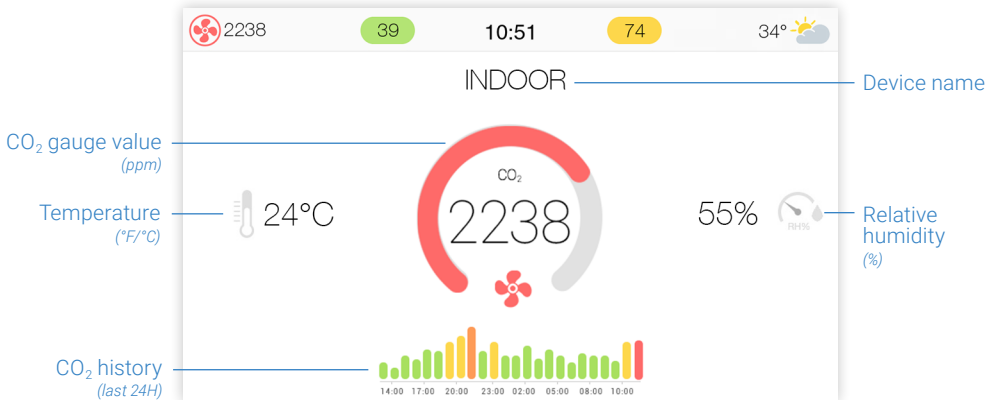 2238
39
10:51
74
34°
INDOOR
Device name
CO₂ gauge value
(ppm)
CO₂
Temperature
(°F/°C)
24°C
2238
55%
RH%
Relative
humidity
(%)
CO₂ history
(last 24H)
14:00 17:00 20:00 23:00 02:00 05:00 08:00 10:00